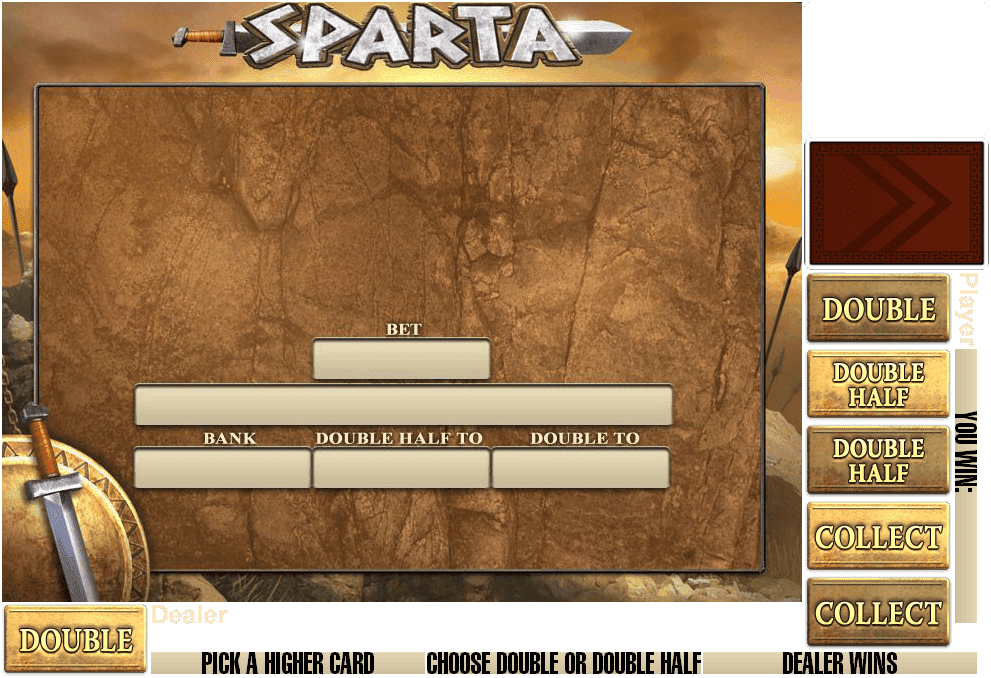 SPARTA
BET
BANK
DOUBLE HALF TO
DOUBLE TO
DOUBLE
DOUBLE
HALF
DOUBLE
HALF
COLLECT
COLLECT
Player
YOU WIN:
DOUBLE
Dealer
PICK A HIGHER CARD
CHOOSE DOUBLE OR DOUBLE HALF
DEALER WINS